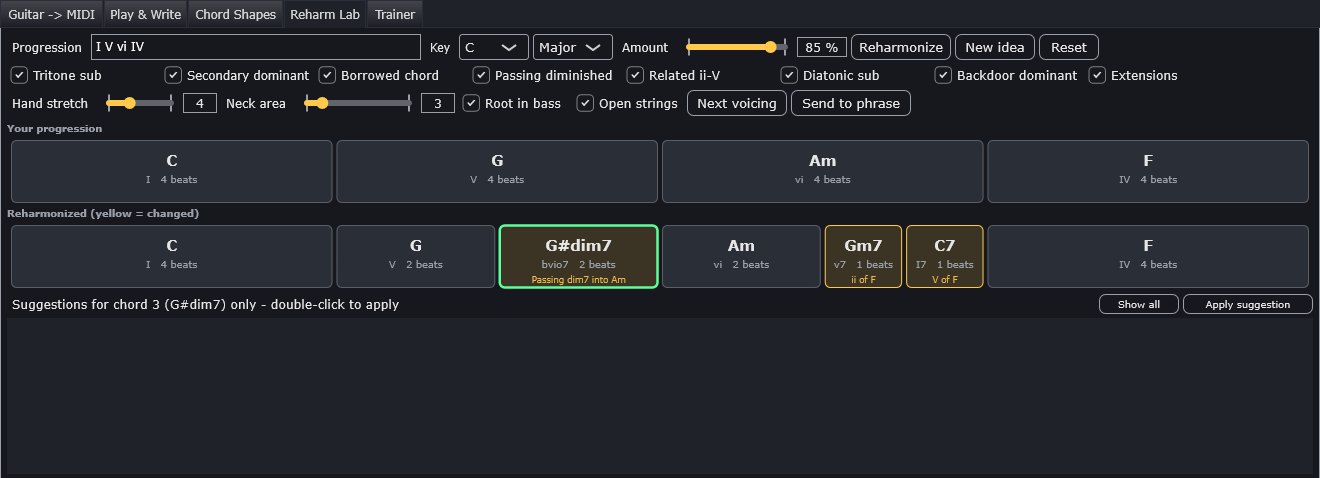 Guitar -> MIDI Play & Write Chord Shapes Reharm Lab Trainer
Progression I V vi IV Key C Major Amount 85 % Reharmonize New idea Reset
Tritone sub Secondary dominant Borrowed chord Passing diminished Related ii-V Diatonic sub Backdoor dominant Extensions
Hand stretch 4 Neck area 3 Root in bass Open strings Next voicing Send to phrase
Your progression
C G Am F
I 4 beats V 4 beats vi 4 beats IV 4 beats
Reharmonized (yellow = changed)
C G G#dim7 Am Gm7 C7 F
I 4 beats V 2 beats bvio7 2 beats vi 2 beats v7 1 beats I7 1 beats IV 4 beats
Passing dim7 into Am ii of F V of F
Suggestions for chord 3 (G#dim7) only - double-click to apply Show all Apply suggestion